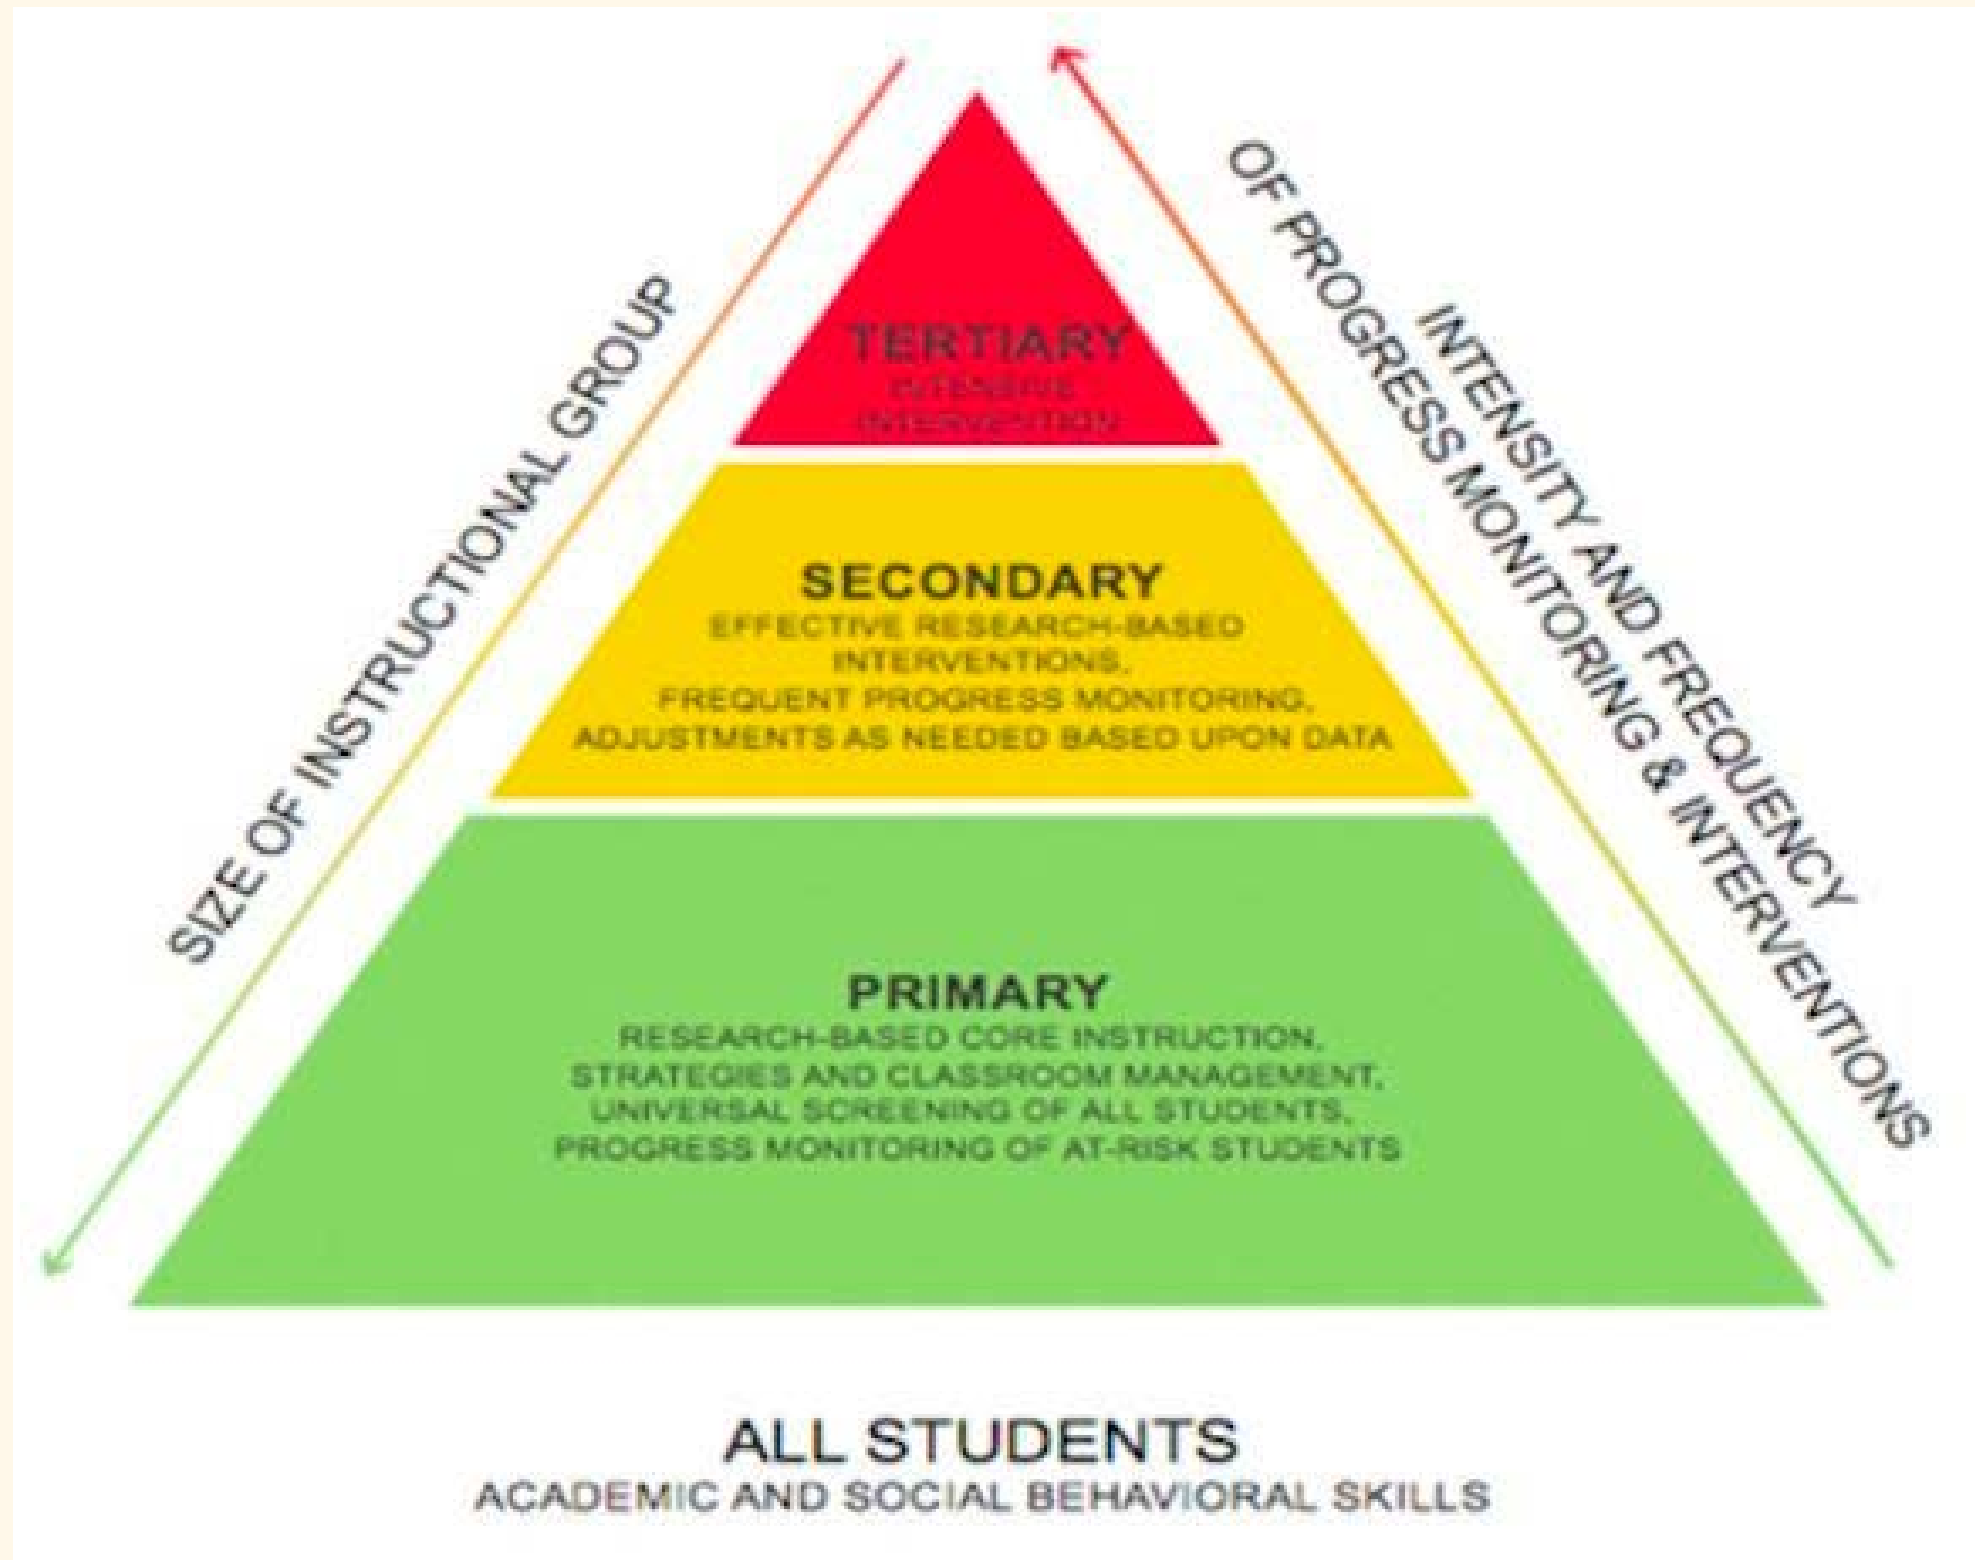 SIZE OF INSTRUCTIONAL GROUP
INTENSITY AND FREQUENCY
OF PROGRESS MONITORING & INTERVENTIONS
TERTIARY
INTENSIVE
INTERVENTION
SECONDARY
EFFECTIVE RESEARCH-BASED
INTERVENTIONS,
FREQUENT PROGRESS MONITORING,
ADJUSTMENTS AS NEEDED BASED UPON DATA
PRIMARY
RESEARCH-BASED CORE INSTRUCTION,
STRATEGIES AND CLASSROOM MANAGEMENT,
UNIVERSAL SCREENING OF ALL STUDENTS,
PROGRESS MONITORING OF AT-RISK STUDENTS
ALL STUDENTS
ACADEMIC AND SOCIAL BEHAVIORAL SKILLS